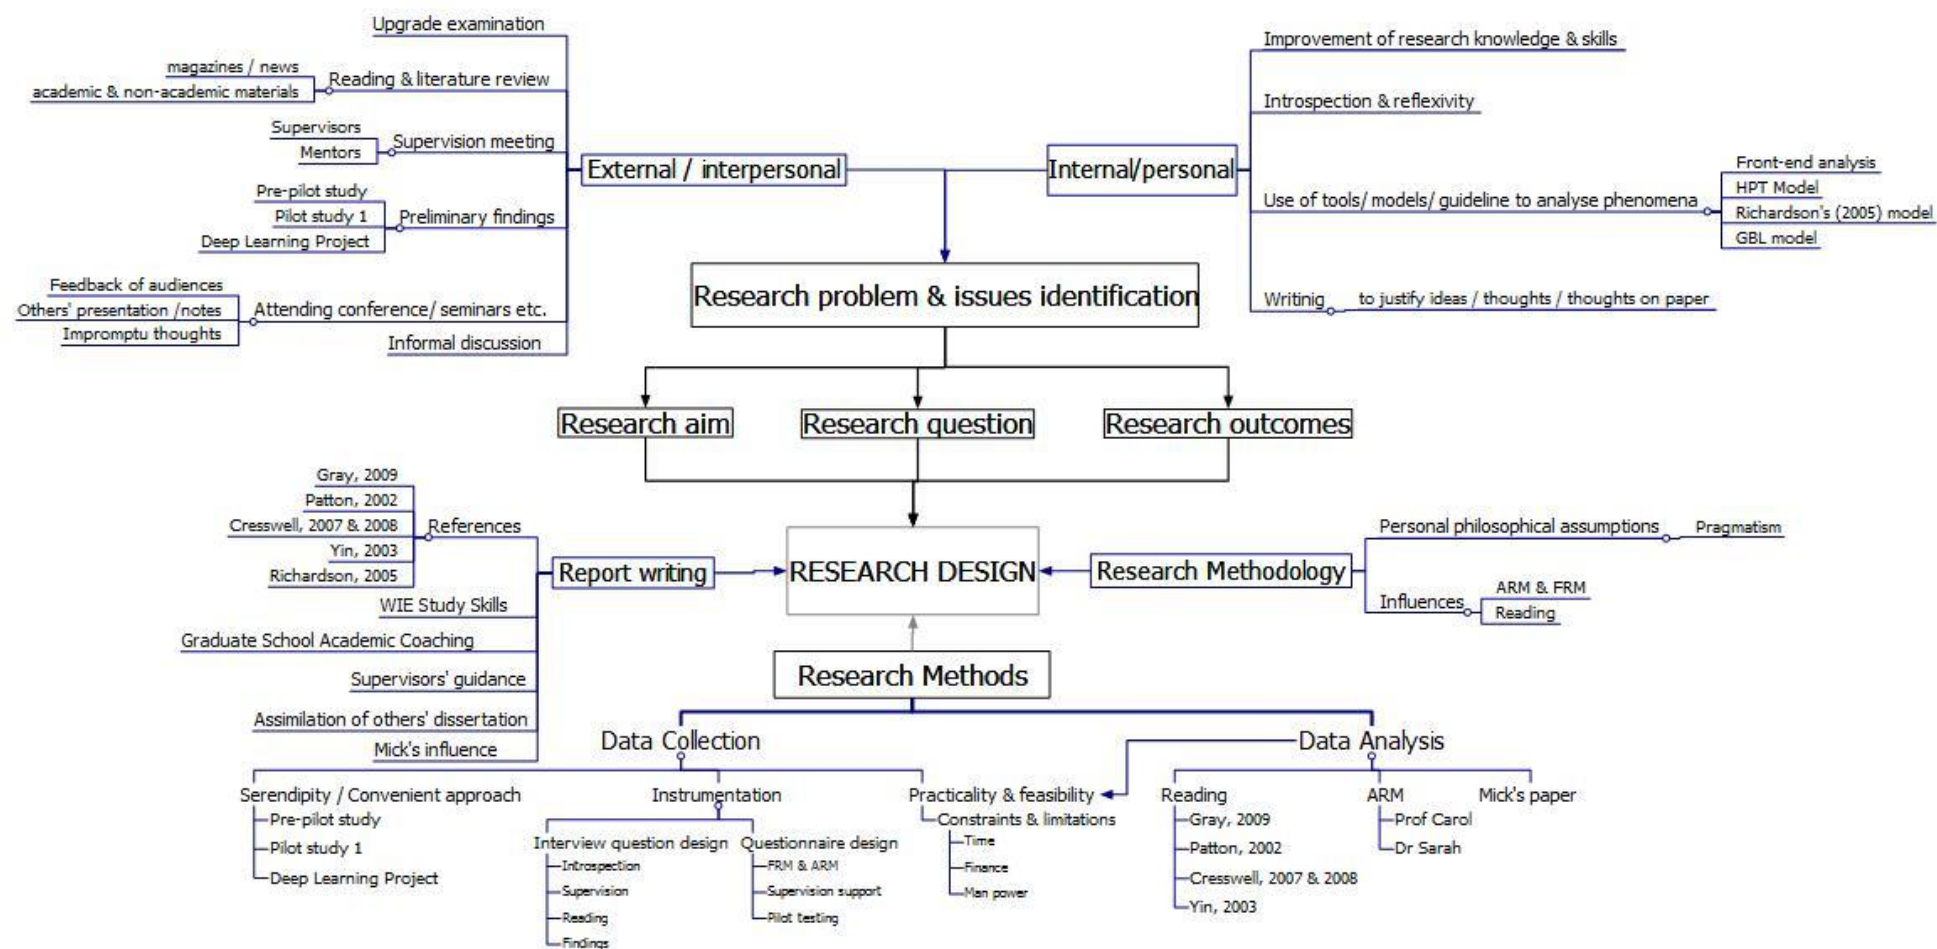 Upgrade examination
magazines / news
academic & non-academic materials
Reading & literature review
Supervisors
Mentors
Supervision meeting
Pre-pilot study
Pilot study 1
Deep Learning Project
Preliminary findings
Feedback of audiences
Others' presentation /notes
Impromptu thoughts
Attending conference/ seminars etc.
Informal discussion
External / interpersonal
Internal/personal
Improvement of research knowledge & skills
Introspection & reflexivity
Use of tools/ models/ guideline to analyse phenomena
Front-end analysis
HPT Model
Richardson's (2005) model
GBL model
Writinig
to justify ideas / thoughts / thoughts on paper
Research problem & issues identification
Research aim
Research question
Research outcomes
Gray, 2009
Patton, 2002
Cresswell, 2007 & 2008
Yin, 2003
Richardson, 2005
References
WIE Study Skills
Graduate School Academic Coaching
Supervisors' guidance
Assimilation of others' dissertation
Mick's influence
Report writing
RESEARCH DESIGN
Research Methodology
Personal philosophical assumptions
Pragmatism
Influences
ARM & FRM
Reading
Research Methods
Data Collection
Data Analysis
Serendipity / Convenient approach
Pre-pilot study
Pilot study 1
Deep Learning Project
Instrumentation
Interview question design
Introspection
Supervision
Reading
Findings
Questionnaire design
FRM & ARM
Supervision support
Pilot testing
Practicality & feasibility
Constraints & limitations
Time
Finance
Man power
Reading
Gray, 2009
Patton, 2002
Cresswell, 2007 & 2008
Yin, 2003
ARM
Prof Carol
Dr Sarah
Mick's paper